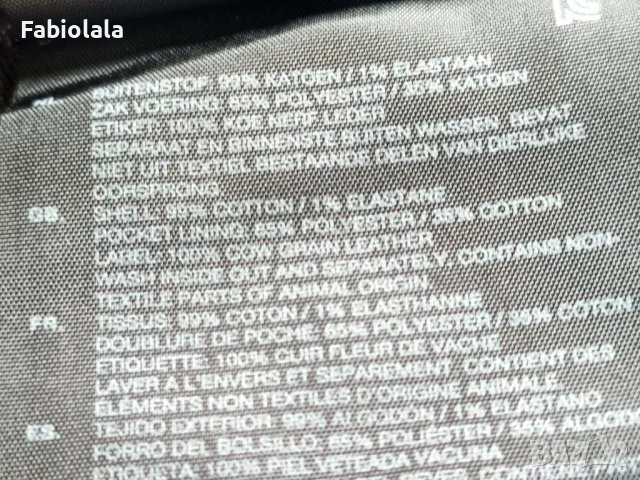 Fabiolala
BUITENSTOF: 99% KATOEN / 1% ELASTAAN
ZAK VOERING: 65% POLYESTER / 35% KATOEN
ETIKET: 100% KOE NERF LEDER
SEPARAAT EN BINNENSTE BUITEN WASSEN. BEVAT
NIET UIT TEXTIEL BESTAANDE DELEN VAN DIERLIJKE
OORSPRONG
GB. SHELL: 99% COTTON / 1% ELASTANE
POCKET LINING: 65% POLYESTER / 35% COTTON
LABEL: 100% COW GRAIN LEATHER
WASH INSIDE OUT AND SEPARATELY. CONTAINS NON-
TEXTILE PARTS OF ANIMAL ORIGIN
FR. TISSUS: 99% COTON / 1% ELASTHANNE
DOUBLURE DE POCHE: 65% POLYESTER / 35% COTON
ETIQUETTE: 100% CUIR FLEUR DE VACHE
LAVER À L'ENVERS ET SEPAREMENT. CONTIENT DES
ELÉMENTS NON TEXTILES D'ORIGINE ANIMALE.
ES. TEJIDO EXTERIOR: 99% ALGODON / 1% ELASTANO
FORRO DEL BOLSILLO: 65% POLIÉSTER / 35% ALGOD
ETIQUETA: 100% PIEL VETEADA VACUNA